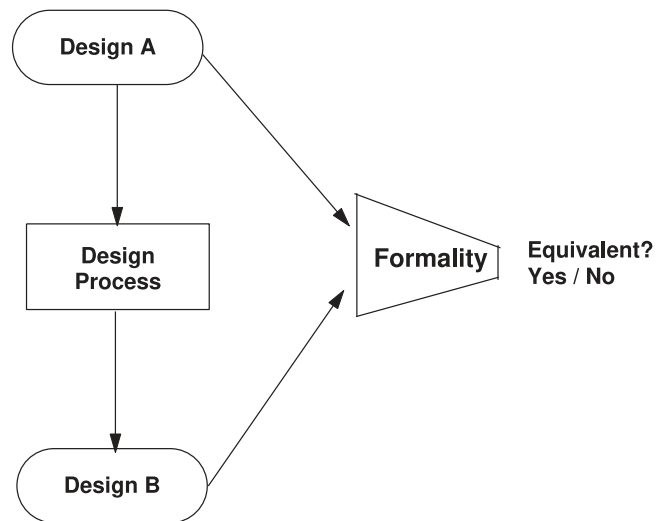 Design A
Design
Process
Formality
Equivalent?
Yes / No
Design B